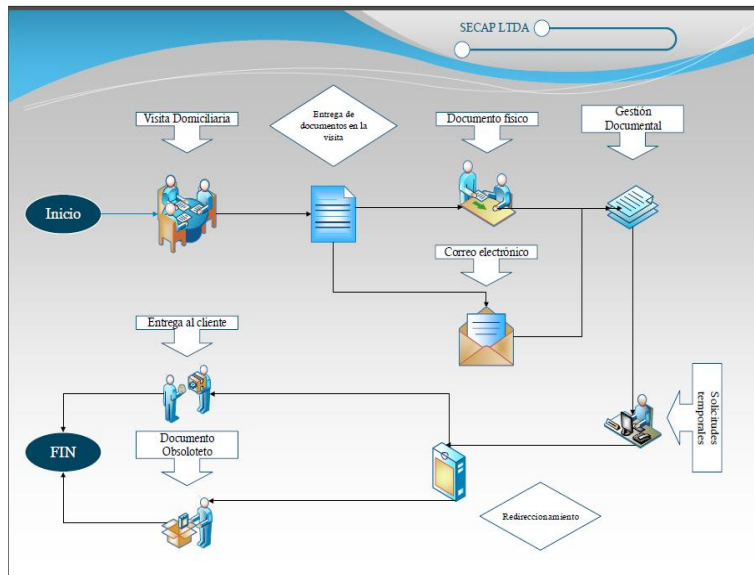 SECAP LTDA
Visita Domiciliaria
Entrega de
documentos en la
visita
Documento físico
Gestión
Documental
Inicio
Correo electrónico
Entrega al cliente
Solicitudes
temporales
FIN
Documento
Obsoloteto
Redireccionamiento